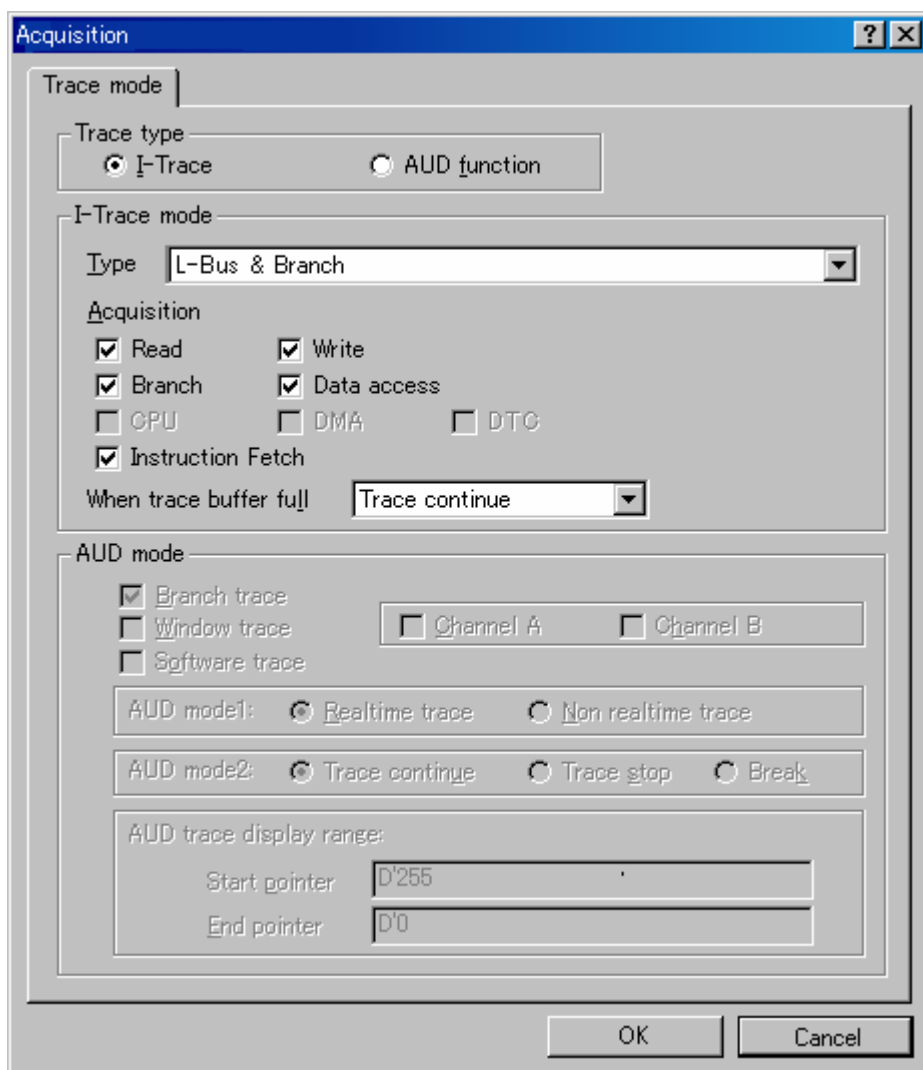 Acquisition
Trace mode
Trace type
I-Trace AUD function
I-Trace mode
Type L-Bus & Branch
Acquisition
Read Write
Branch Data access
CPU DMA DTC
Instruction Fetch
When trace buffer full Trace continue
AUD mode
Branch trace
Window trace Channel A Channel B
Software trace
AUD mode1: Realtime trace Non realtime trace
AUD mode2: Trace continue Trace stop Break
AUD trace display range:
Start pointer D'255
End pointer D'0
OK Cancel